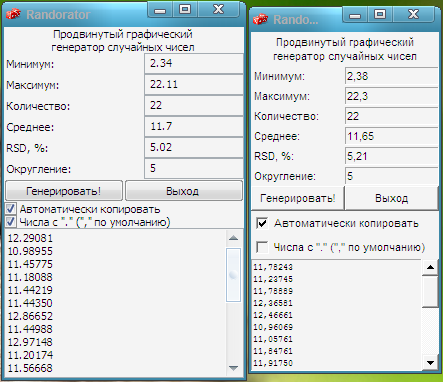 Randorator
Продвинутый графический
генератор случайных чисел
Минимум: 2.34
Максимум: 22.11
Количество: 22
Среднее: 11.7
RSD, %: 5.02
Округление: 5
Генерировать! Выход
Автоматически копировать
Числа с "." ("," по умолчанию)
12.29081
10.98955
11.45775
11.18088
11.44219
11.44350
12.86652
11.44988
12.97148
11.20174
11.56668
Rando...
Продвинутый графический
генератор случайных чисел
Минимум: 2,38
Максимум: 22,3
Количество: 22
Среднее: 11,65
RSD, %: 5,21
Округление: 5
Генерировать! Выход
Автоматически копировать
Числа с "." ("," по умолчанию)
11,78243
11,23745
11,78889
12,36581
12,46661
10,96069
11,05761
11,84761
11,91750